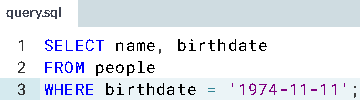 query.sql
1 SELECT name, birthdate
2 FROM people
3 WHERE birthdate = '1974-11-11';